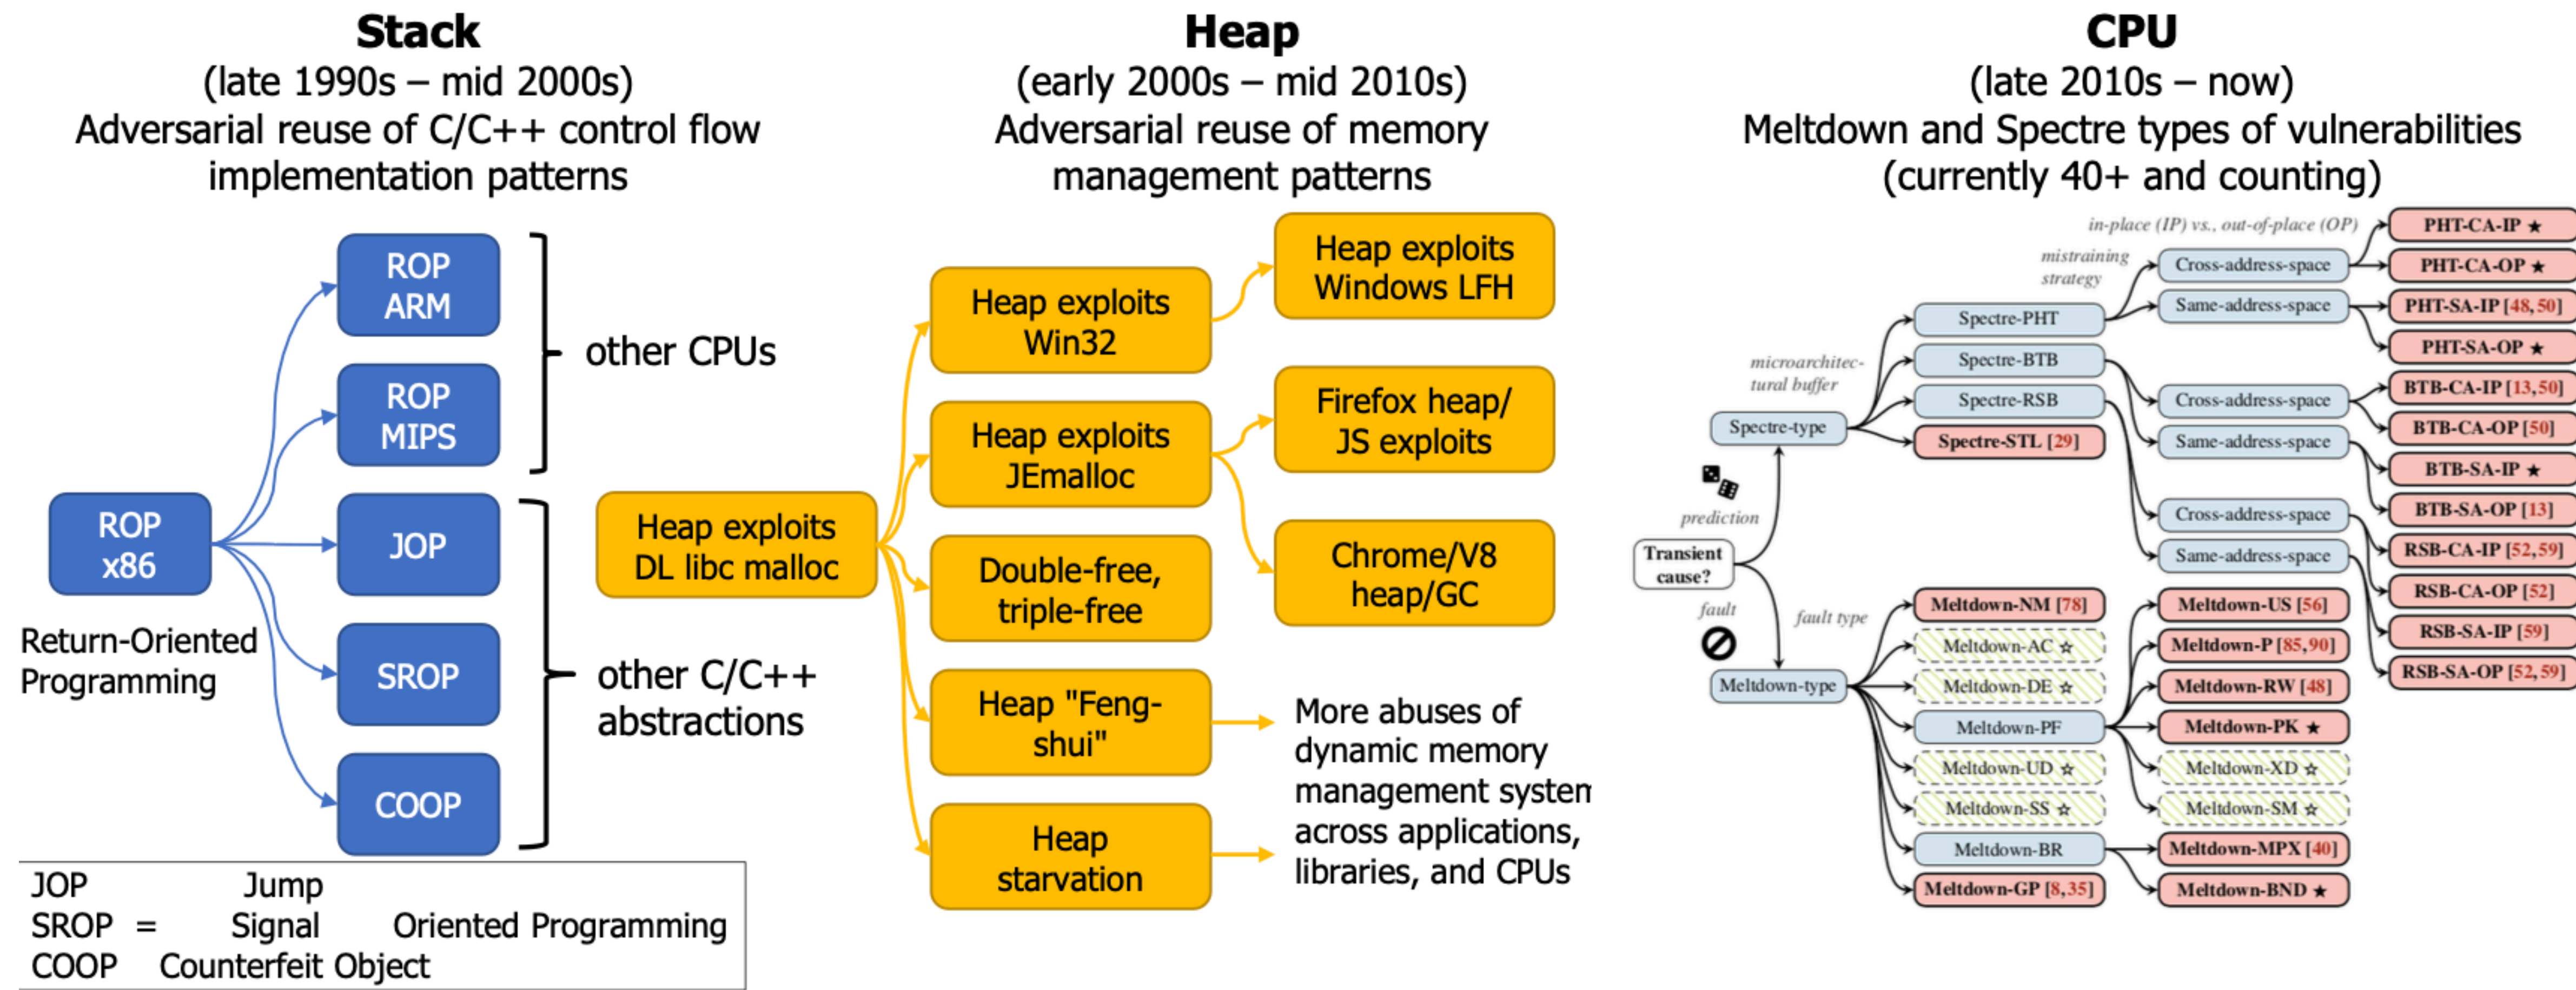 Stack
(late 1990s – mid 2000s)
Adversarial reuse of C/C++ control flow
implementation patterns
ROP
ARM
ROP
MIPS
other CPUs
ROP
x86
Return-Oriented
Programming
JOP
SROP
COOP
other C/C++
abstractions
JOP Jump
SROP = Signal Oriented Programming
COOP Counterfeit Object
Heap
(early 2000s – mid 2010s)
Adversarial reuse of memory
management patterns
Heap exploits
DL libc malloc
Heap exploits
Win32
Heap exploits
JEmalloc
Double-free,
triple-free
Heap "Feng-
shui"
Heap
starvation
Heap exploits
Windows LFH
Firefox heap/
JS exploits
Chrome/V8
heap/GC
More abuses of
dynamic memory
management system
across applications,
libraries, and CPUs
CPU
(late 2010s – now)
Meltdown and Spectre types of vulnerabilities
(currently 40+ and counting)
Transient
cause?
prediction
fault
Spectre-type
microarchitec-
tural buffer
Spectre-PHT
Spectre-BTB
Spectre-RSB
Spectre-STL [29]
mistraining
strategy
in-place (IP) vs., out-of-place (OP)
Cross-address-space
Same-address-space
Cross-address-space
Same-address-space
Cross-address-space
Same-address-space
PHT-CA-IP ★
PHT-CA-OP ★
PHT-SA-IP [48,50]
PHT-SA-OP ★
BTB-CA-IP [13,50]
BTB-CA-OP [50]
BTB-SA-IP ★
BTB-SA-OP [13]
RSB-CA-IP [52,59]
RSB-CA-OP [52]
RSB-SA-IP [59]
RSB-SA-OP [52,59]
Meltdown-type
fault type
Meltdown-NM [78]
Meltdown-AC ☆
Meltdown-DE ☆
Meltdown-PF
Meltdown-UD ☆
Meltdown-SS ☆
Meltdown-BR
Meltdown-GP [8,35]
Meltdown-US [56]
Meltdown-P [85,90]
Meltdown-RW [48]
Meltdown-PK ★
Meltdown-XD ☆
Meltdown-SM ☆
Meltdown-MPX [40]
Meltdown-BND ★